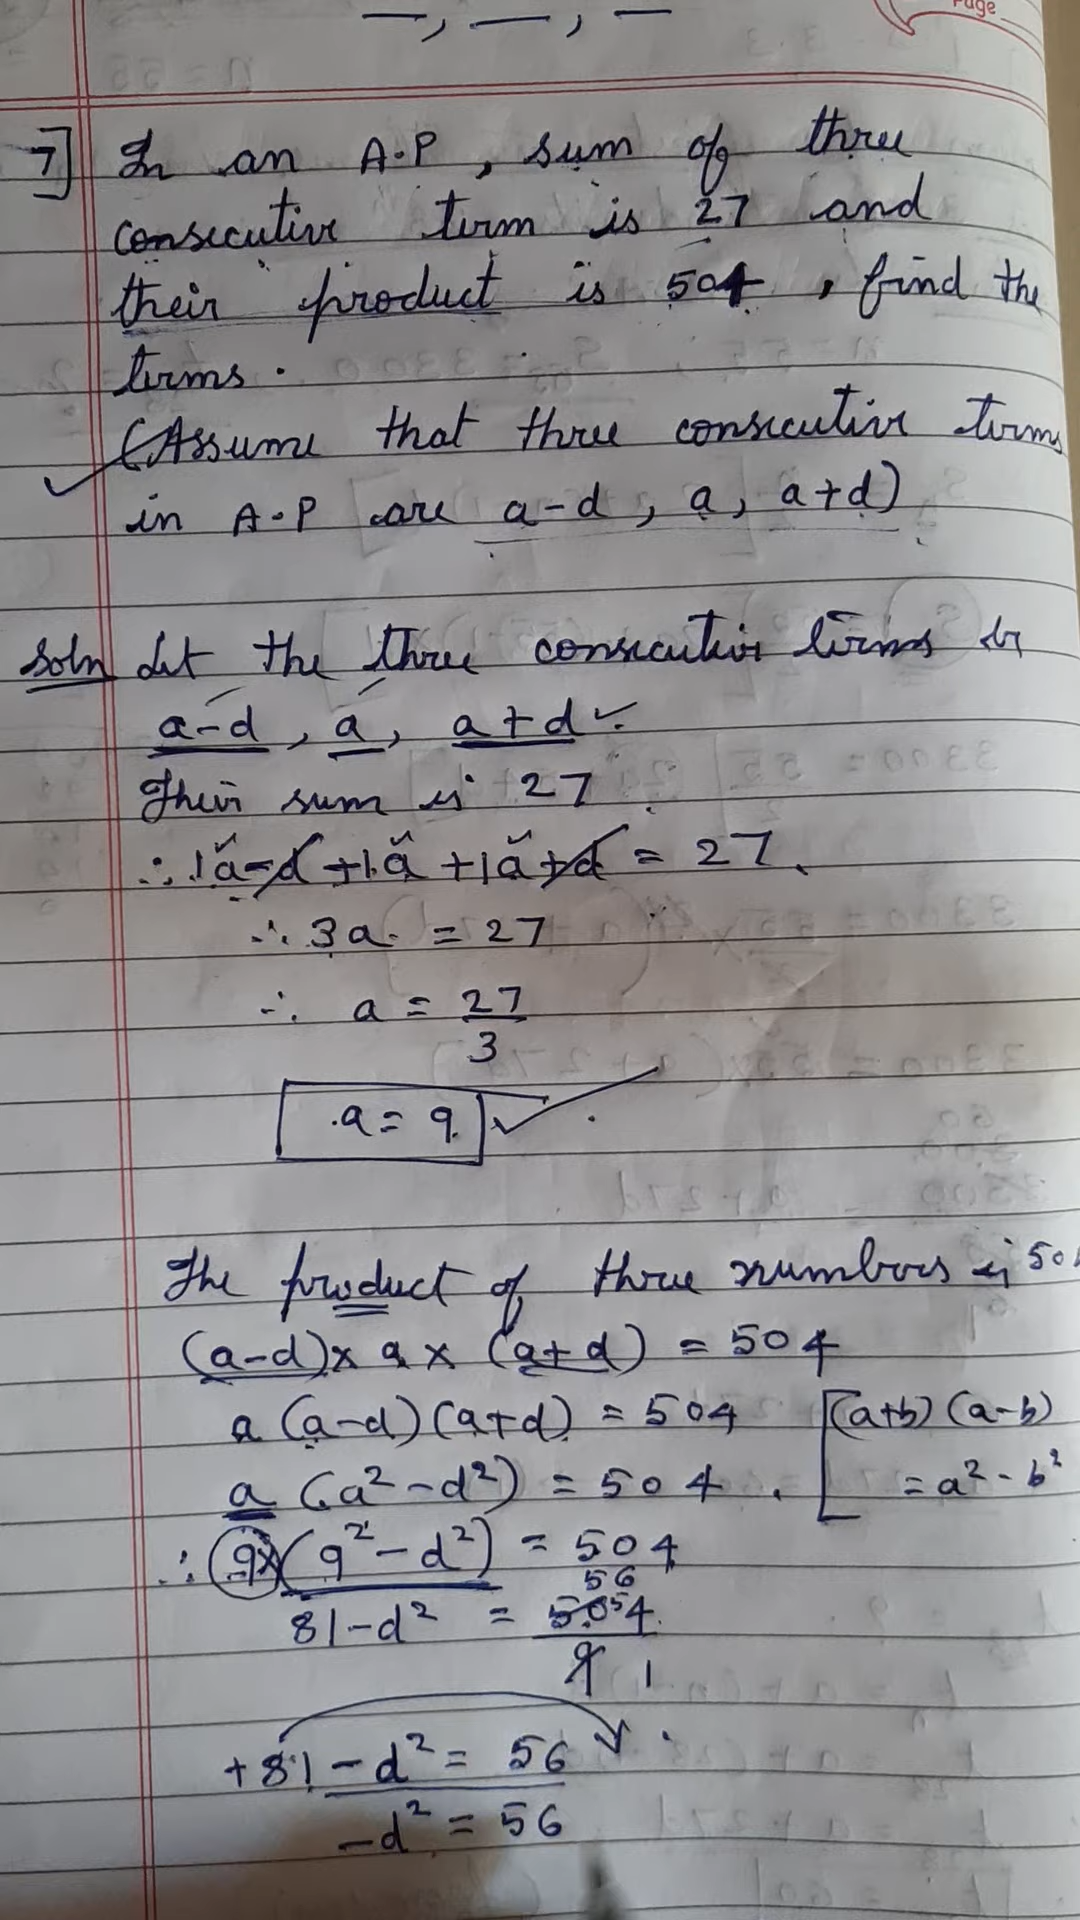 Page
—, —, —
7] In an A.P, sum of three
consecutive term is 27 and
their product is 504, find the
terms.
(Assume that three consecutive terms
in A.P are a-d, a, a+d)
Soln Let the three consecutive terms be
a-d, a, a+d
Their sum is 27
∴ 1a-d+1a+1a+d = 27
∴ 3a = 27
∴ a = 27/3
a = 9
The product of three numbers is 504
(a-d)× a × (a+d) = 504
a (a-d)(a+d) = 504 [(a+b) (a-b)
a (a²-d²) = 504. = a²-b²
∴ 9×(9²-d²) = 504
56
81-d² = 5054
9 1
+81-d² = 56
-d² = 56